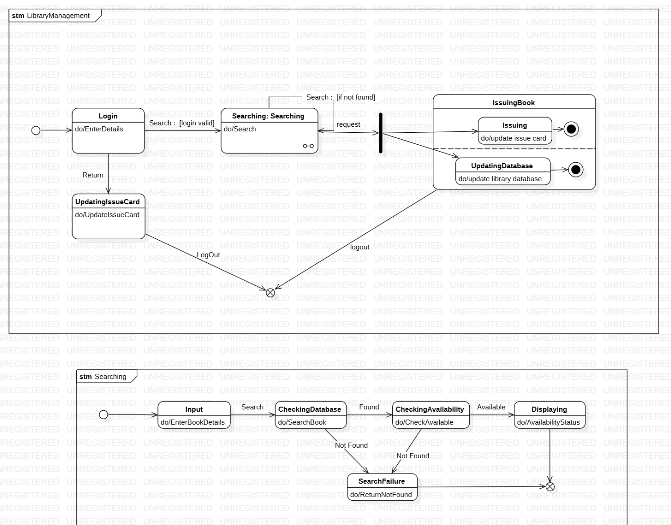 stm LibraryManagement
Search : [if not found]
IssuingBook
Login
do/EnterDetails
Search : [login valid]
Searching: Searching
do/Search
request
Issuing
do/update issue card
UpdatingDatabase
do/update library database
Return
UpdatingIssueCard
do/UpdateIssueCard
LogOut
logout
stm Searching
Input
do/EnterBookDetails
Search
CheckingDatabase
do/SearchBook
Found
CheckingAvailability
do/CheckAvailable
Available
Displaying
do/AvailabilityStatus
Not Found
Not Found
SearchFailure
do/ReturnNotFound
UNREGISTERED